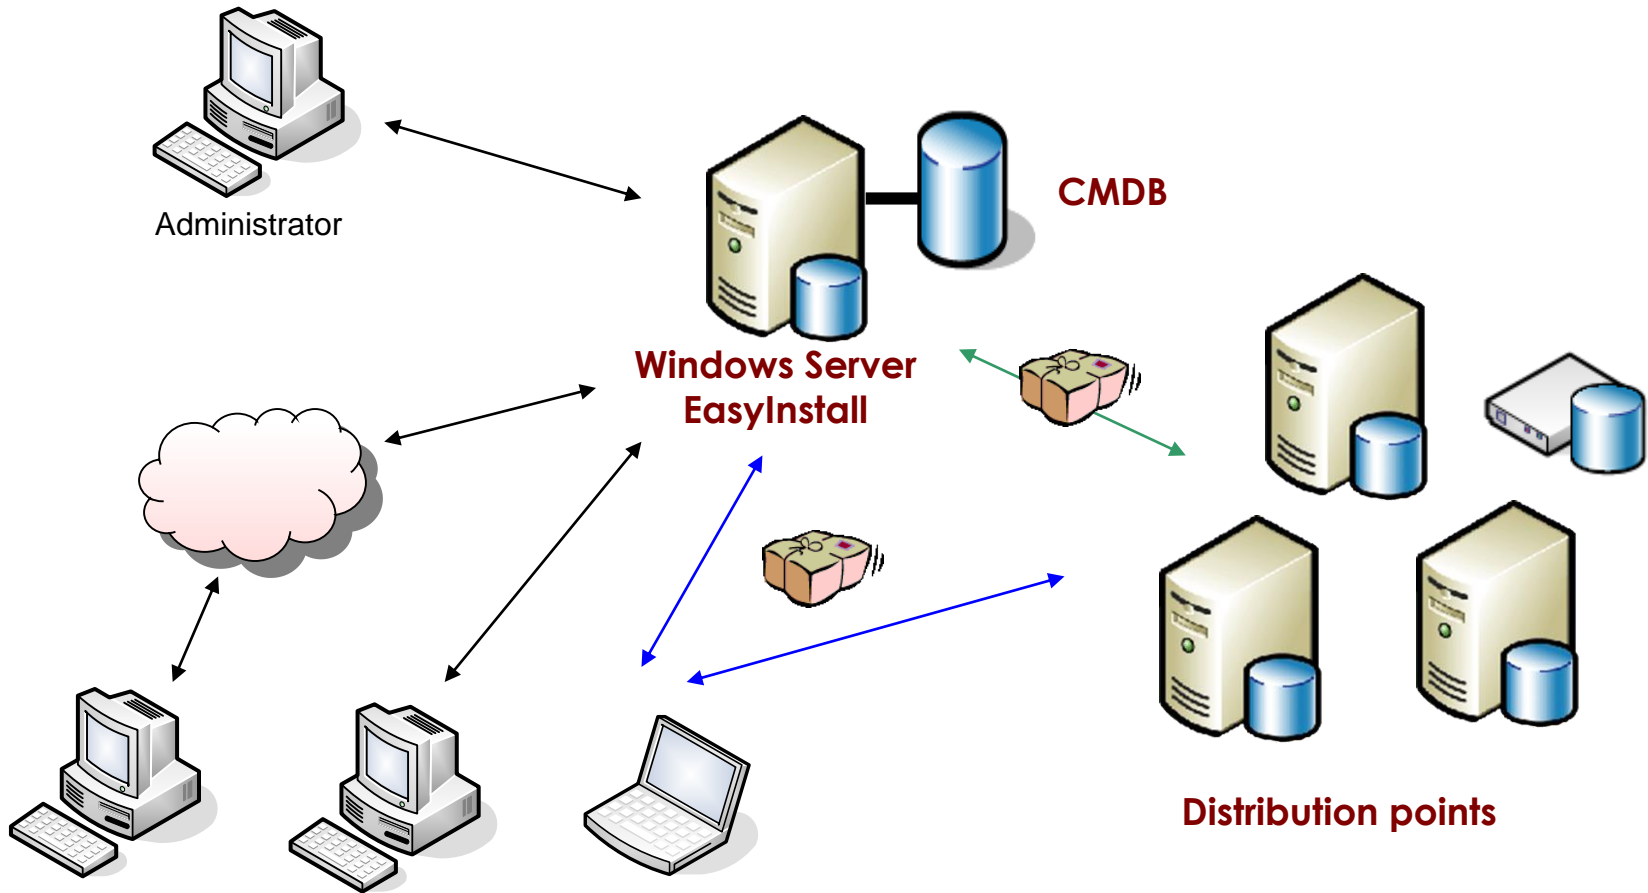 Administrator
CMDB
Windows Server
EasyInstall
Distribution points